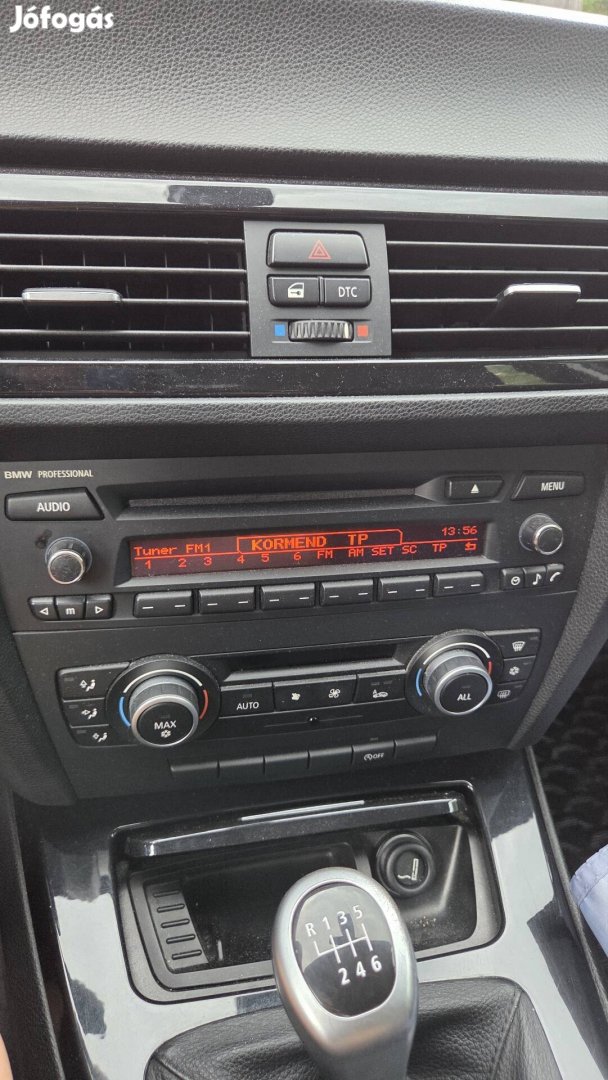 Jófogás
DTC
BMW PROFESSIONAL
AUDIO
MENU
Tuner FM1 KORMEND TP 13:56
1 2 3 4 5 6 FM AM SET SC TP
m
AUTO
MAX
ALL
OFF
R 1 3 5
2 4 6